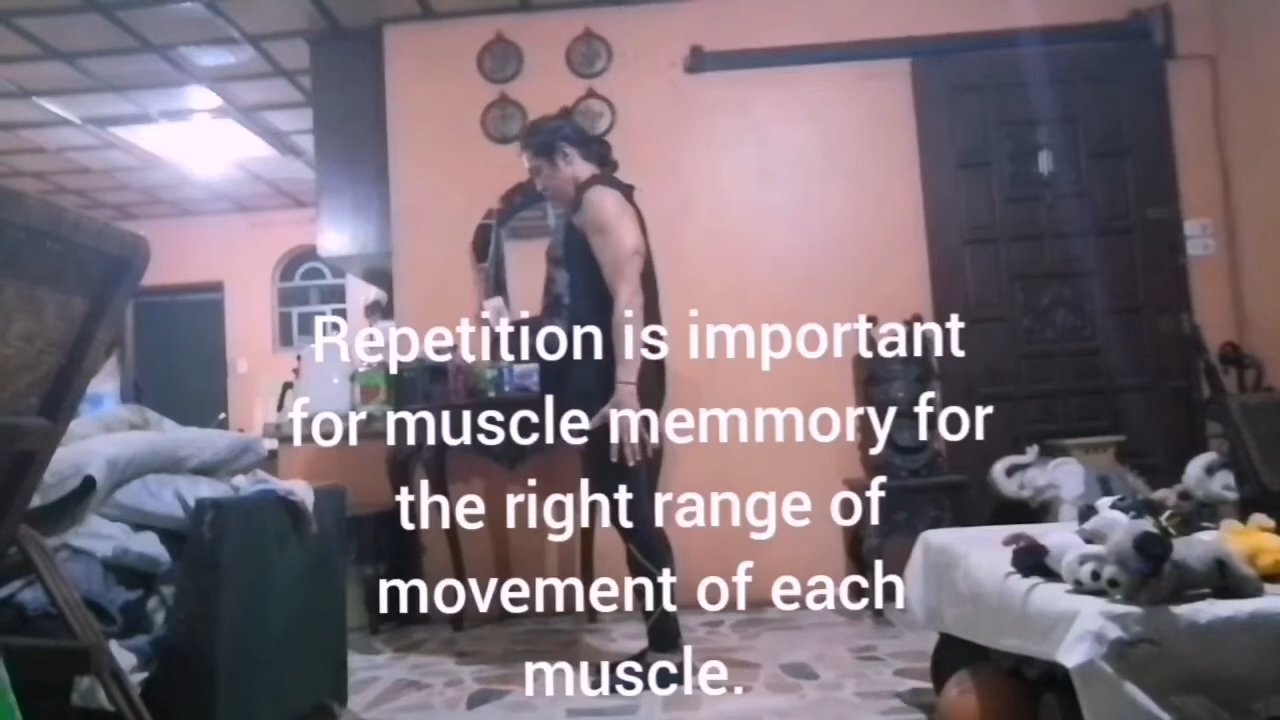 Repetition is important
for muscle memmory for
the right range of
movement of each
muscle.